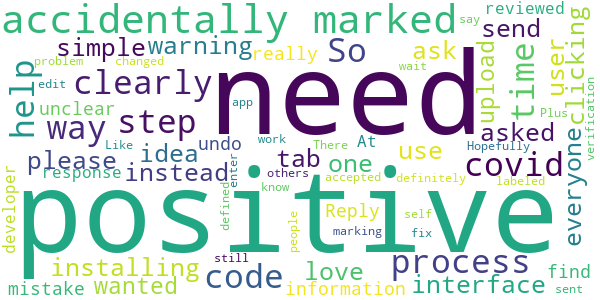 accidentally marked
need
positive
say
reviewed
send
clicking
simple
warning
So
really
ask
upload
time
user
problem
edit
changed
wait
help
clearly
unclear
way
step
app
verification
Plus
asked
Like
undo
At
There
work
Hopefully
please
idea
tab
one
use
covid
everyone
response
instead
enter
others
know
accepted
definitely
labeled
developer
defined
people
Reply
self
marking
fix
process
installing
still
code
love
interface
find
mistake
wanted
information
sent